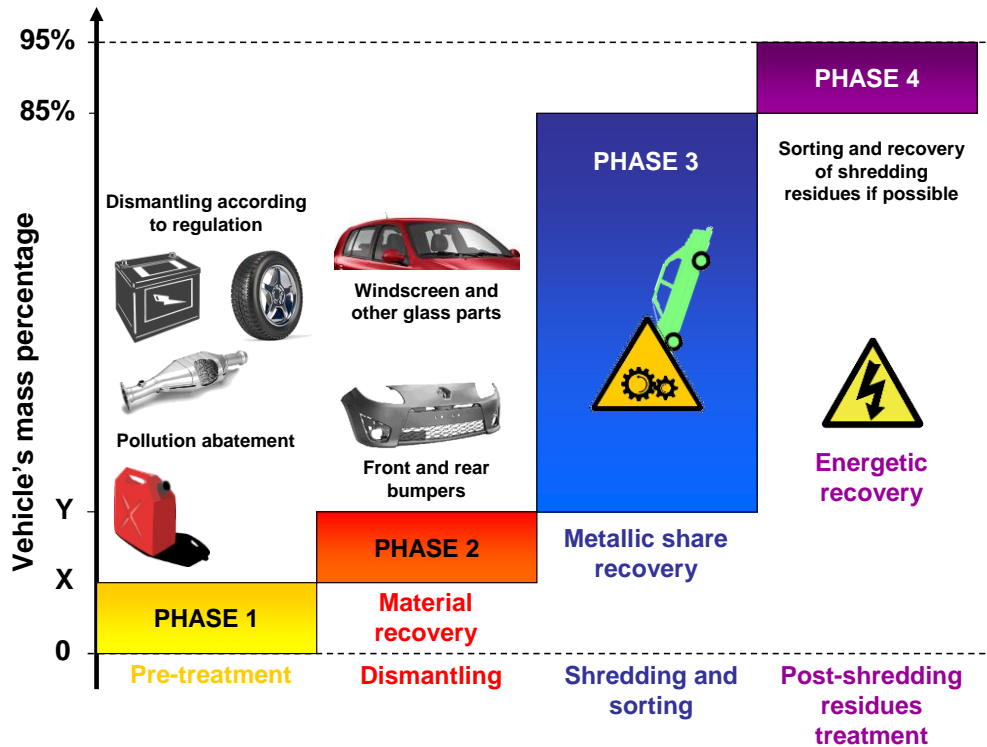 95%
85%
Y
X
0
Vehicle's mass percentage
Dismantling according
to regulation
Pollution abatement
PHASE 1
Pre-treatment
Windscreen and
other glass parts
Front and rear
bumpers
PHASE 2
Material
recovery
Dismantling
PHASE 3
Metallic share
recovery
Shredding and
sorting
PHASE 4
Sorting and recovery
of shredding
residues if possible
Energetic
recovery
Post-shredding
residues
treatment